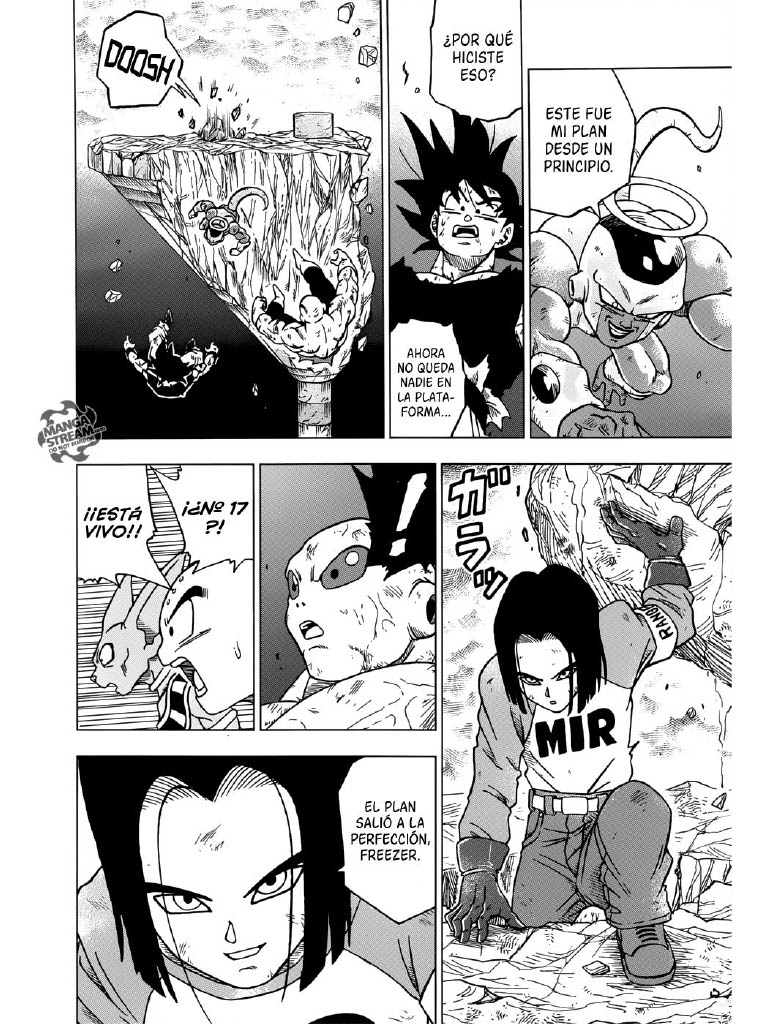 DOOSH
¿POR QUÉ
HICISTE
ESO?
ESTE FUE
MI PLAN
DESDE UN
PRINCIPIO.
AHORA
NO QUEDA
NADIE EN
LA PLATA-
FORMA...
MANGA
STREAM
¡¡ESTÁ
VIVO!!
¡¿Nº 17
?!
!
ガラッ
RANG
MIR
EL PLAN
SALIÓ A LA
PERFECCIÓN,
FREEZER.